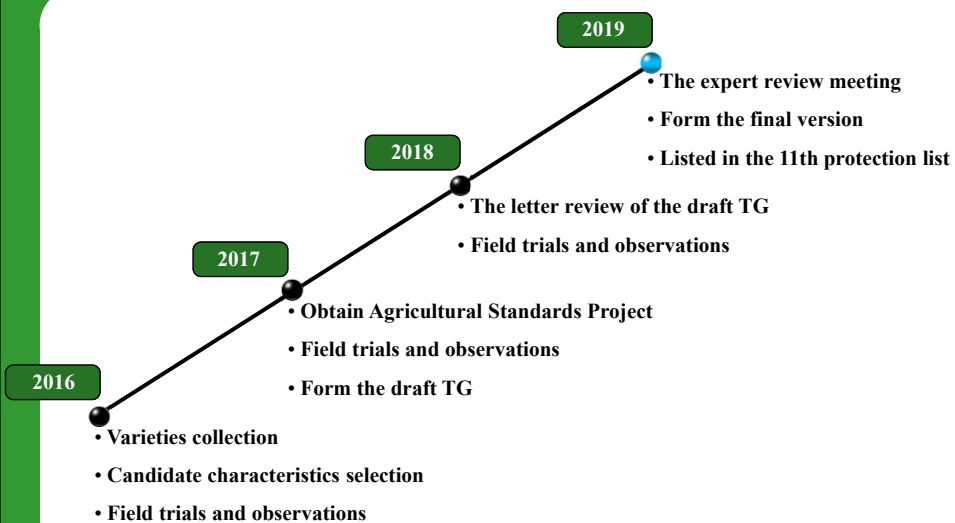 2019
• The expert review meeting
• Form the final version
• Listed in the 11th protection list
2018
• The letter review of the draft TG
• Field trials and observations
2017
• Obtain Agricultural Standards Project
• Field trials and observations
• Form the draft TG
2016
• Varieties collection
• Candidate characteristics selection
• Field trials and observations